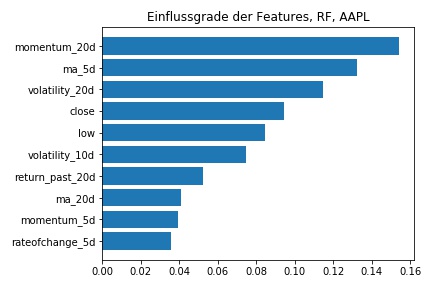 Einflussgrade der Features, RF, AAPL
momentum_20d
ma_5d
volatility_20d
close
low
volatility_10d
return_past_20d
ma_20d
momentum_5d
rateofchange_5d
0.00 0.02 0.04 0.06 0.08 0.10 0.12 0.14 0.16